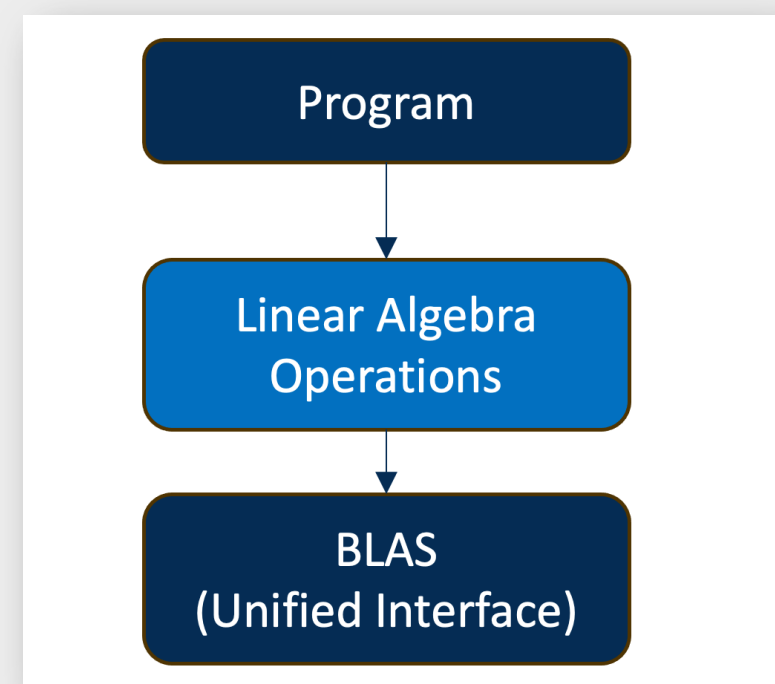 Program
Linear Algebra
Operations
BLAS
(Unified Interface)